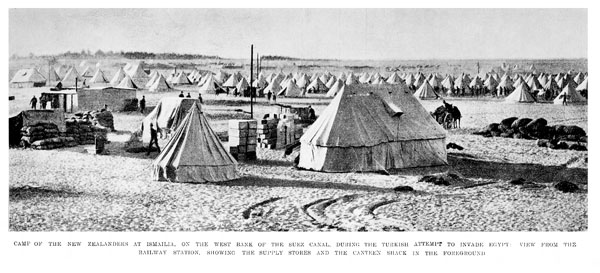 CAMP OF THE NEW ZEALANDERS AT ISMAILIA, ON THE WEST BANK OF THE SUEZ CANAL, DURING THE TURKISH ATTEMPT TO INVADE EGYPT: VIEW FROM THE
RAILWAY STATION, SHOWING THE SUPPLY STORES AND THE CANTEEN SHACK IN THE FOREGROUND